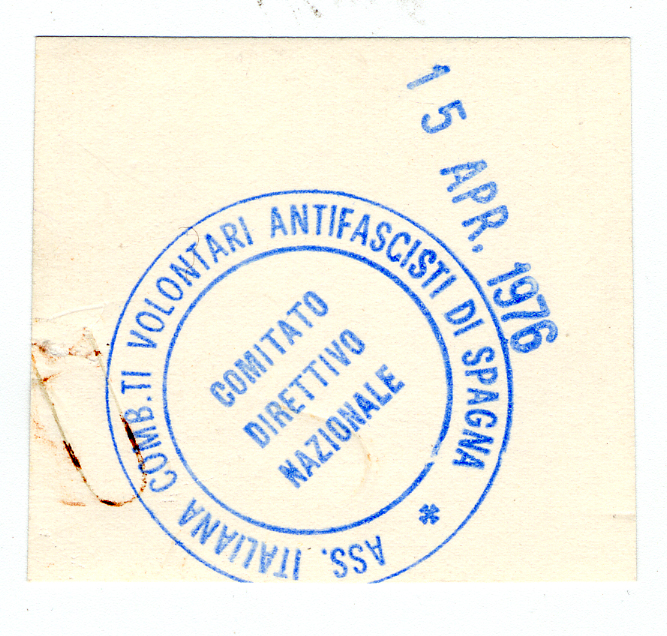 15 APR. 1976
ASS. ITALIANA COMB.TI VOLONTARI ANTIFASCISTI DI SPAGNA *
COMITATO
DIRETTIVO
NAZIONALE